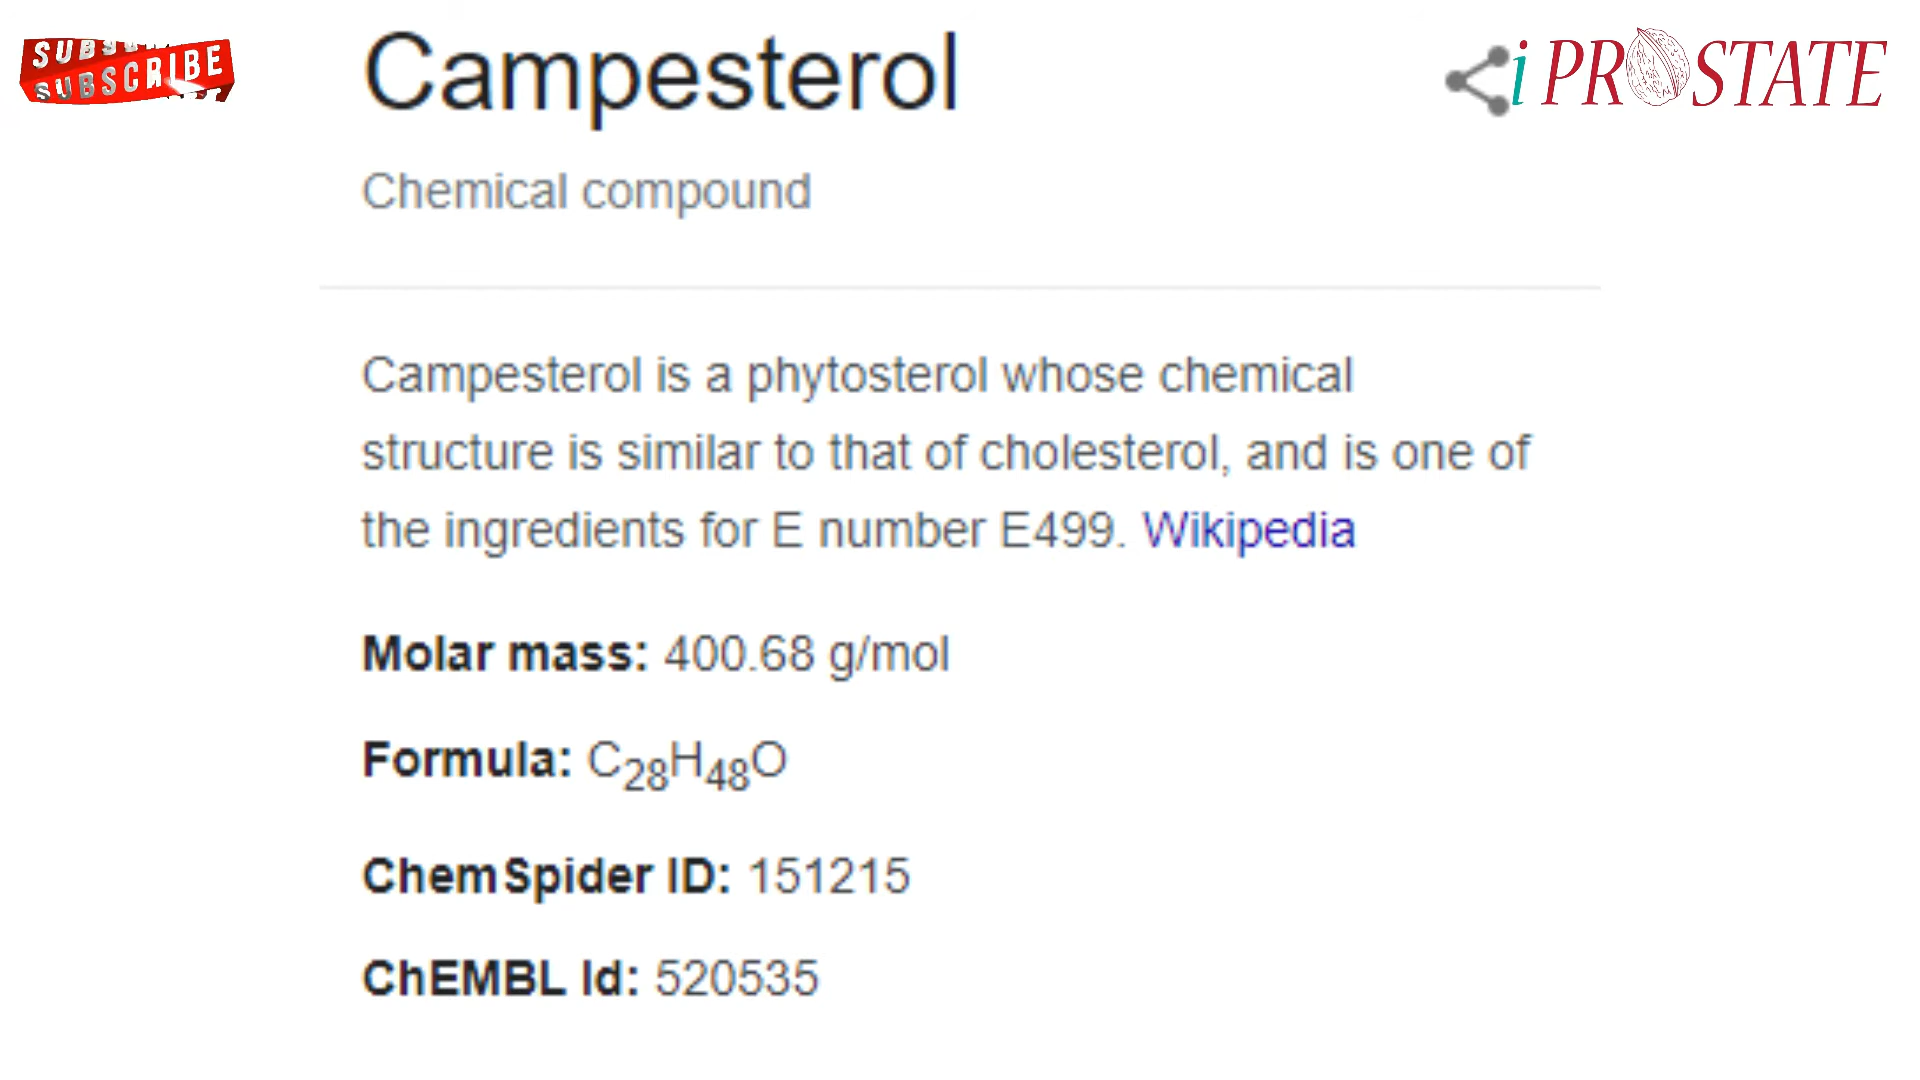 SUBSCRIBE
Campesterol
i PROSTATE
Chemical compound
Campesterol is a phytosterol whose chemical
structure is similar to that of cholesterol, and is one of
the ingredients for E number E499. Wikipedia
Molar mass: 400.68 g/mol
Formula: C₂₈H₄₈O
ChemSpider ID: 151215
ChEMBL Id: 520535